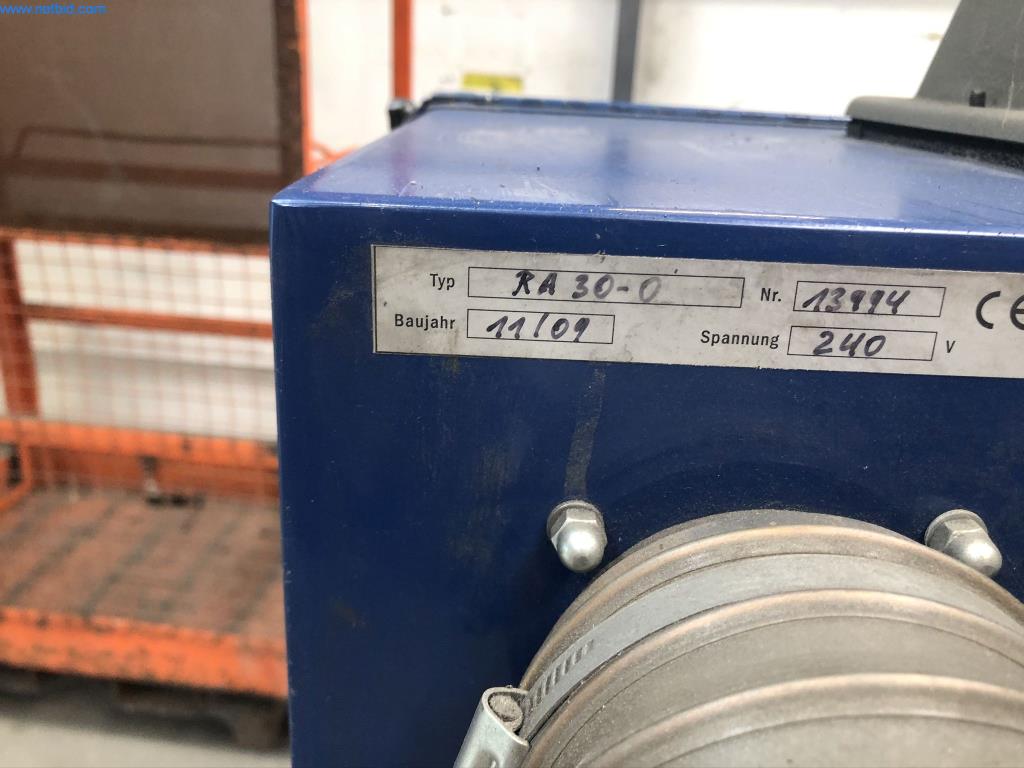 www.netbid.com
Typ RA 30-0 Nr. 13994
Baujahr 11/09 Spannung 240 V
CE